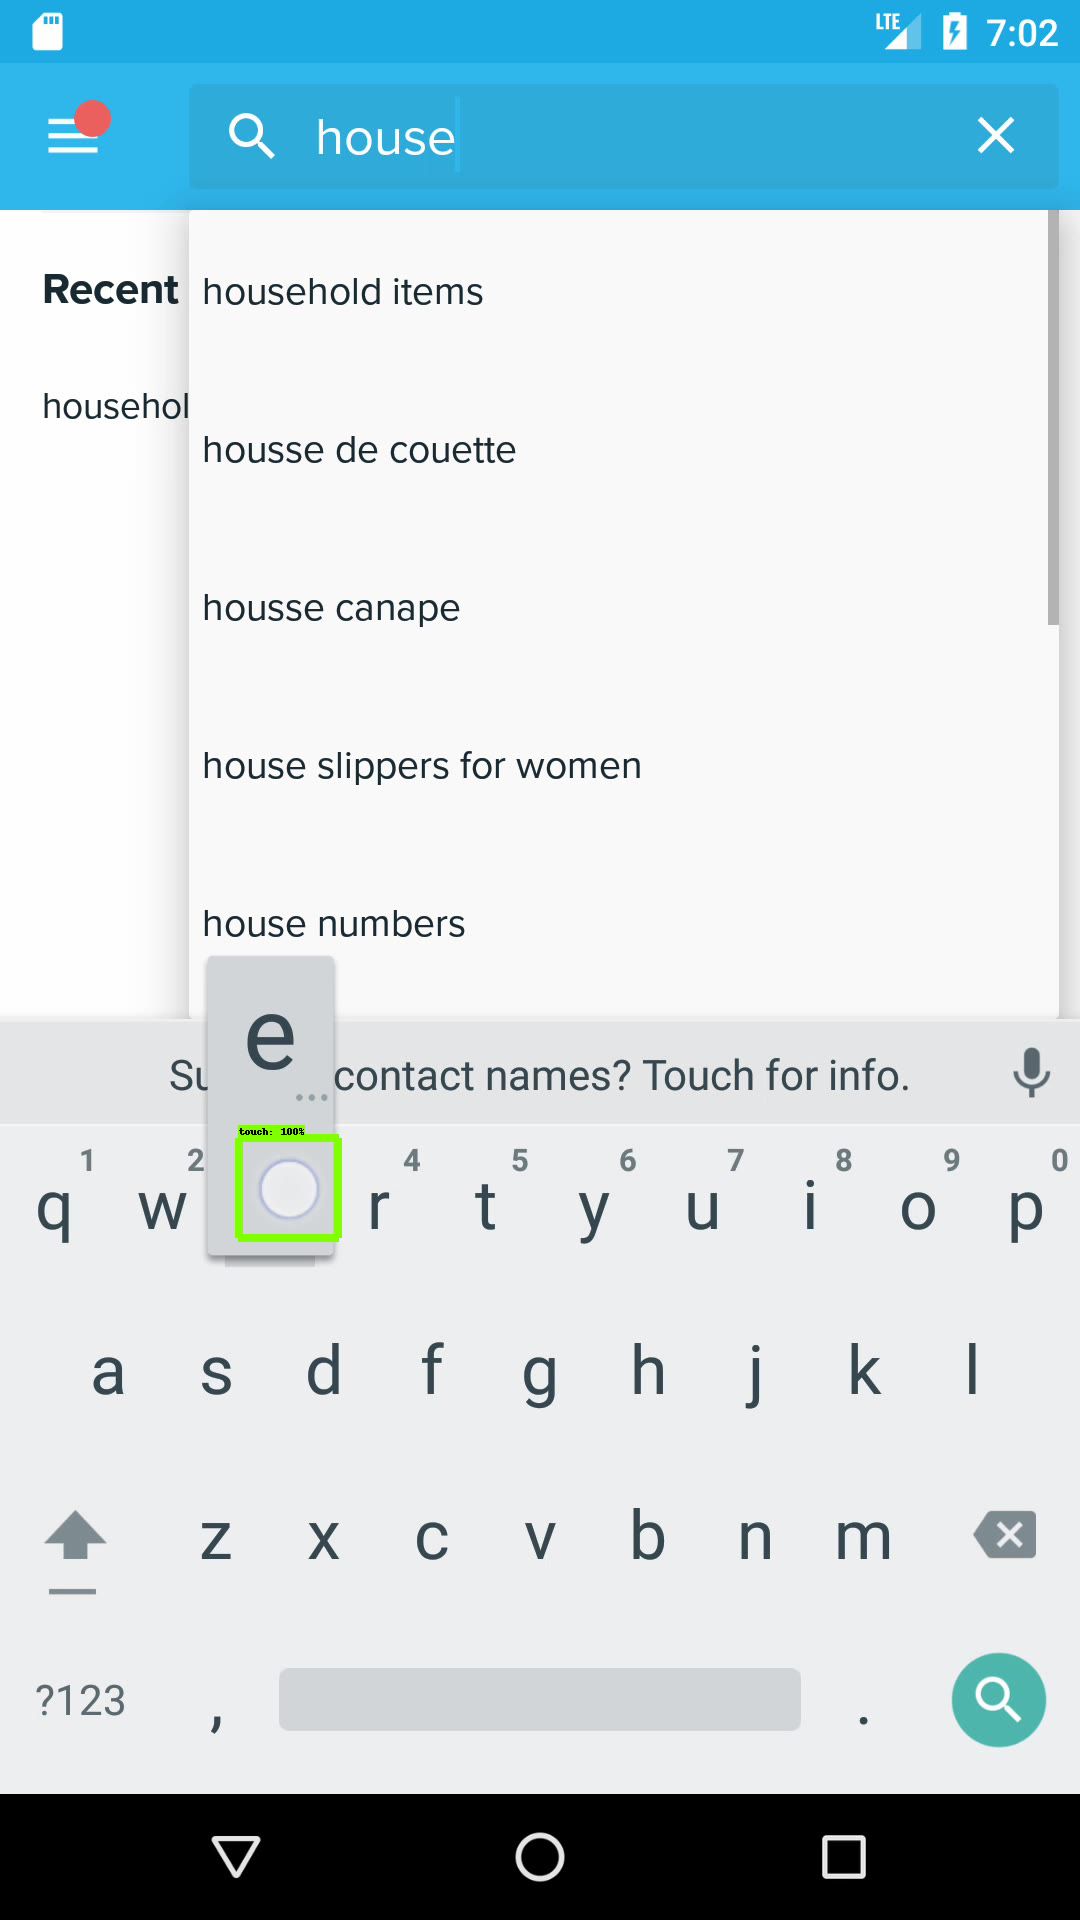 LTE 7:02
house
Recent
househol
household items
housse de couette
housse canape
house slippers for women
house numbers
e
Su contact names? Touch for info.
...
touch: 100%
1 2 4 5 6 7 8 9 0
q w r t y u i o p
a s d f g h j k l
z x c v b n m
?123 , .